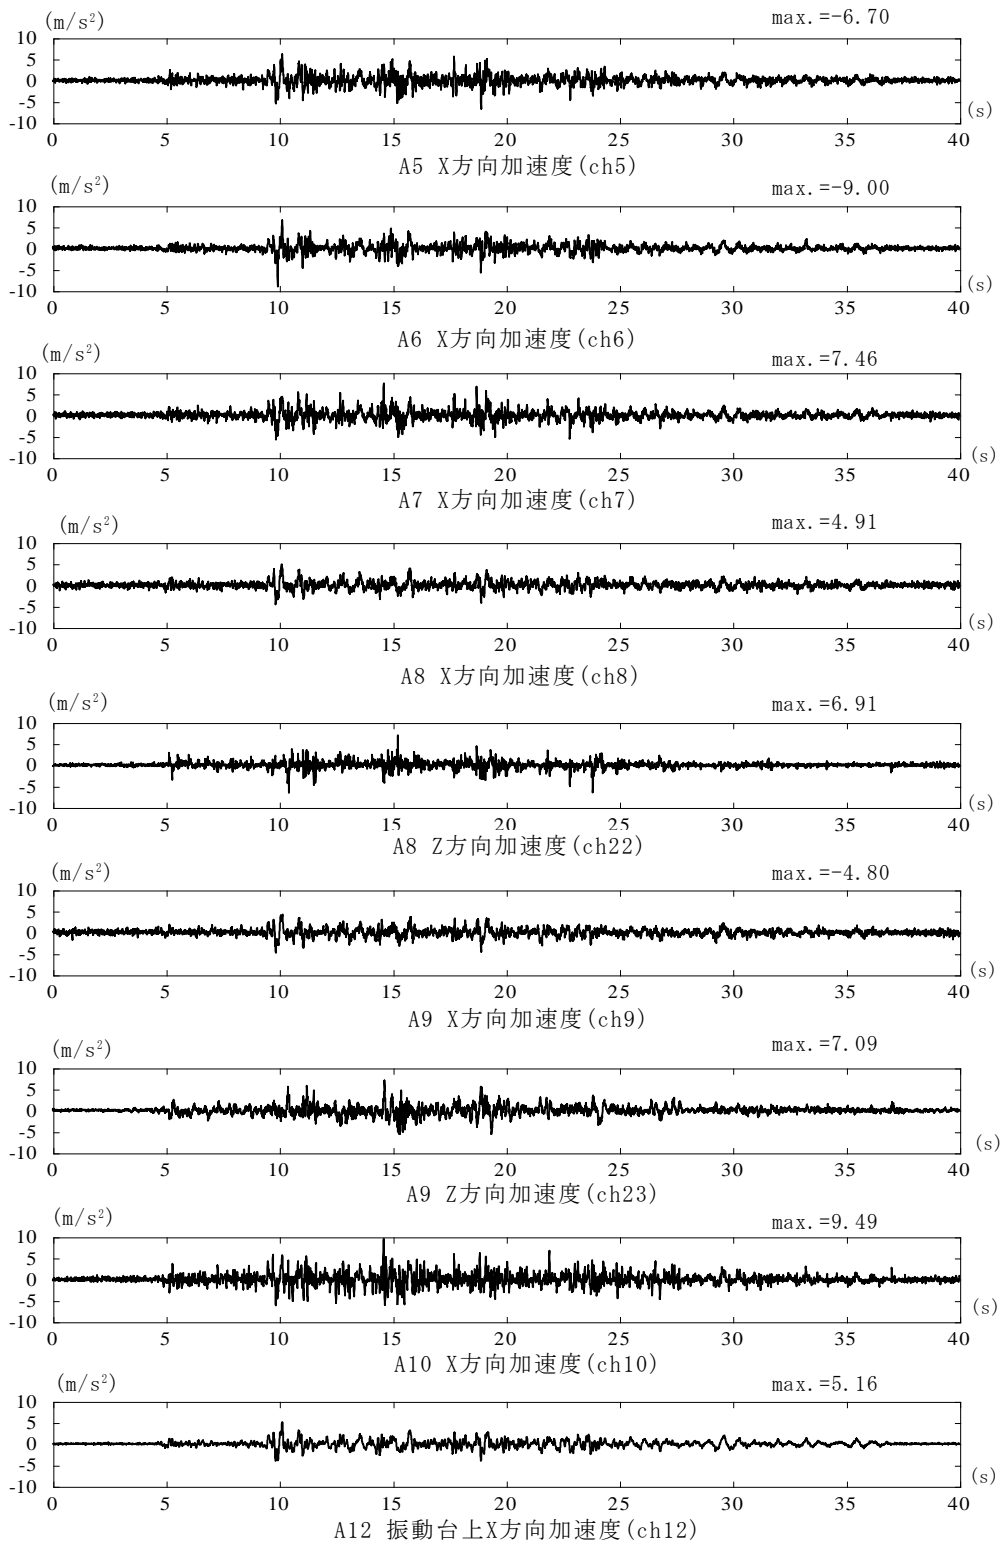 (m/s²) max.=-6.70
10
5
0
-5
-10
(s)
0 5 10 15 20 25 30 35 40
A5 X方向加速度(ch5)
(m/s²) max.=-9.00
10
5
0
-5
-10
(s)
0 5 10 15 20 25 30 35 40
A6 X方向加速度(ch6)
(m/s²) max.=7.46
10
5
0
-5
-10
(s)
0 5 10 15 20 25 30 35 40
A7 X方向加速度(ch7)
(m/s²) max.=4.91
10
5
0
-5
-10
(s)
0 5 10 15 20 25 30 35 40
A8 X方向加速度(ch8)
(m/s²) max.=6.91
10
5
0
-5
-10
(s)
0 5 10 15 20 25 30 35 40
A8 Z方向加速度(ch22)
(m/s²) max.=-4.80
10
5
0
-5
-10
(s)
0 5 10 15 20 25 30 35 40
A9 X方向加速度(ch9)
(m/s²) max.=7.09
10
5
0
-5
-10
(s)
0 5 10 15 20 25 30 35 40
A9 Z方向加速度(ch23)
(m/s²) max.=9.49
10
5
0
-5
-10
(s)
0 5 10 15 20 25 30 35 40
A10 X方向加速度(ch10)
(m/s²) max.=5.16
10
5
0
-5
-10
(s)
0 5 10 15 20 25 30 35 40
A12 振動台上X方向加速度(ch12)